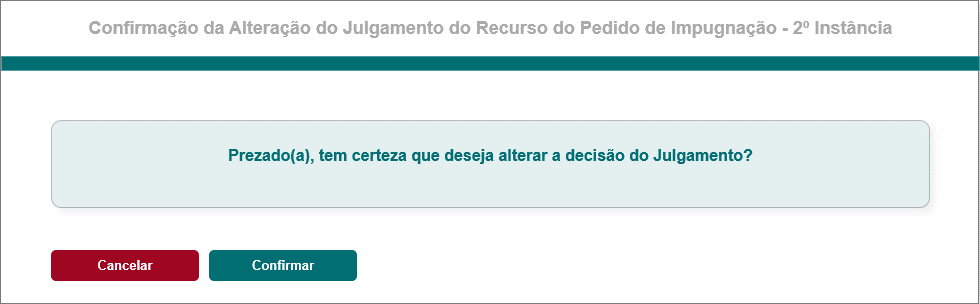 Confirmação da Alteração do Julgamento do Recurso do Pedido de Impugnação - 2º Instância
Prezado(a), tem certeza que deseja alterar a decisão do Julgamento?
Cancelar
Confirmar